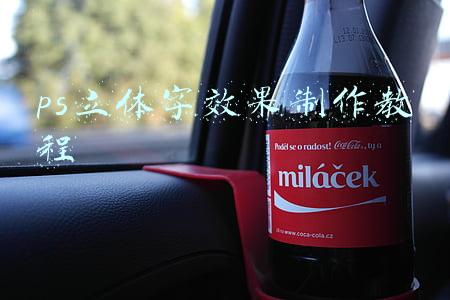 ps立体字效果制作教
程
Poděl se o radost! Coca-Cola, ty a
miláček
www.coca-cola.cz